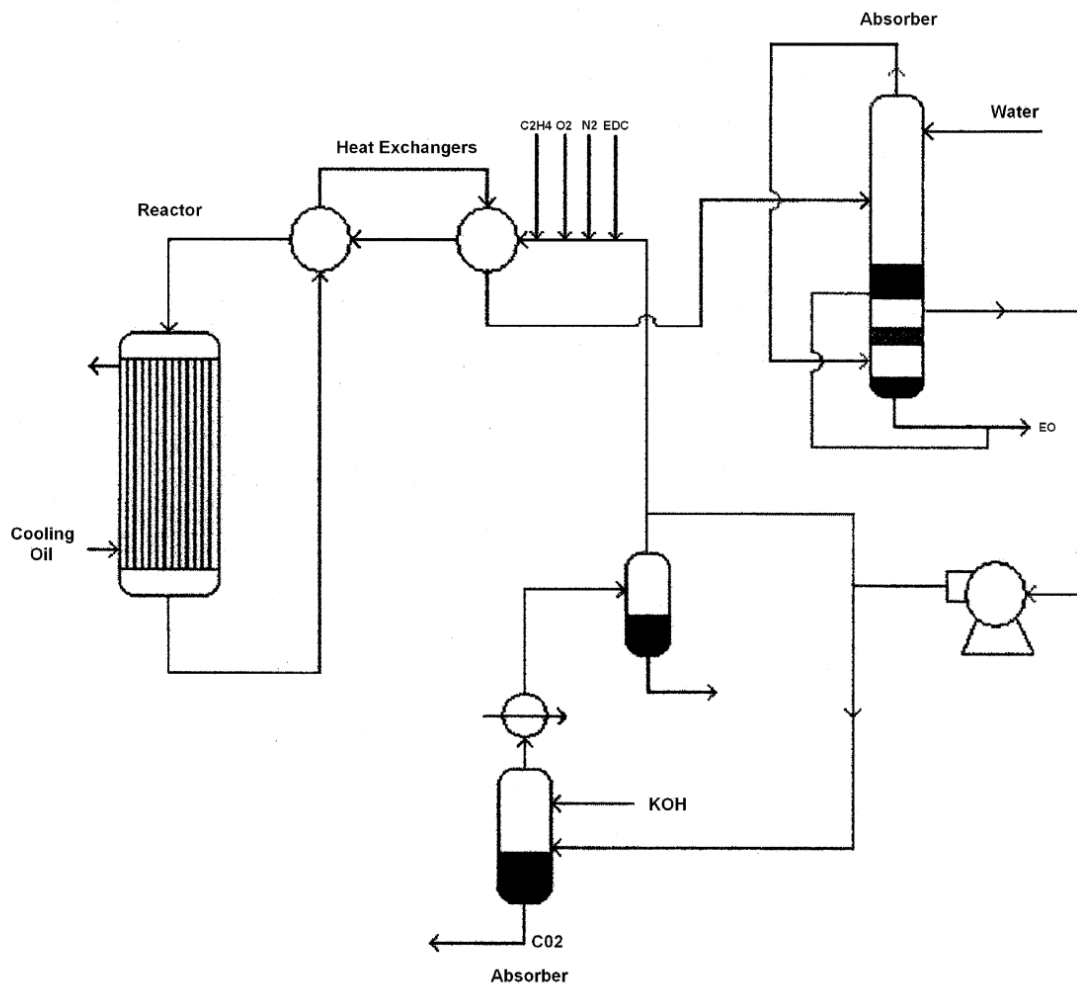 Absorber
Water
C2H4 O2 N2 EDC
Heat Exchangers
Reactor
EO
Cooling
Oil
KOH
C02
Absorber